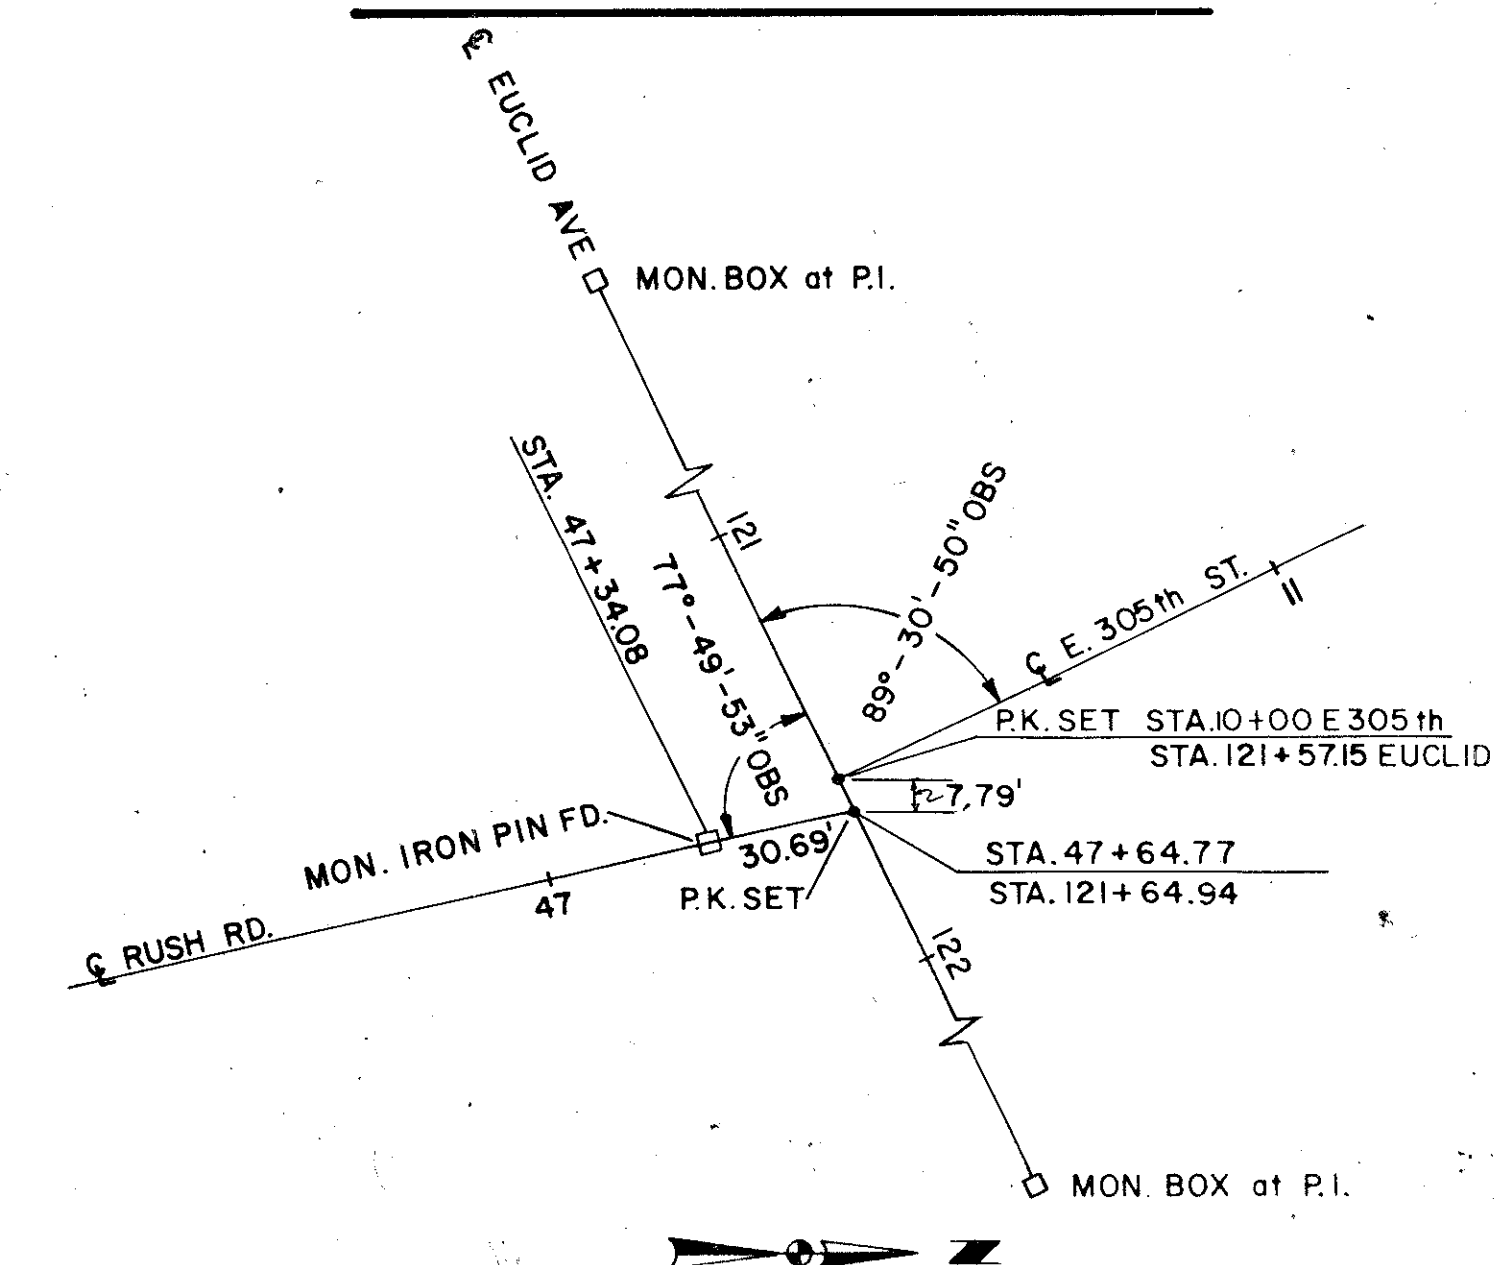 ℄ EUCLID AVE
MON. BOX at P.I.
121
STA. 47+34.08
77°-49'-53" OBS
89°-30'-50" OBS
℄ E. 305th ST.
11
P.K. SET STA. 10+00 E 305th
STA. 121+57.15 EUCLID
7.79'
MON. IRON PIN FD.
30.69'
P.K. SET
STA. 47+64.77
STA. 121+64.94
47
℄ RUSH RD.
122
MON. BOX at P.I.
Z